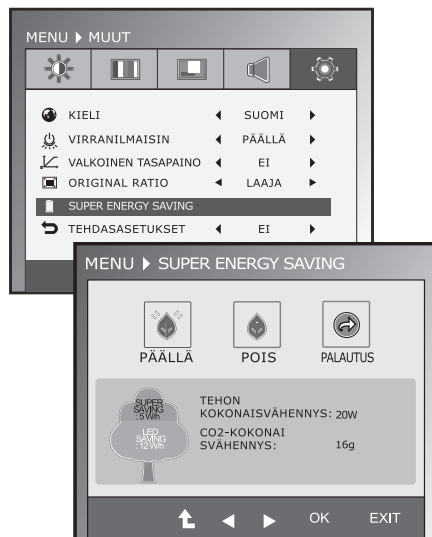 MENU ▶ MUUT
KIELI ◀ SUOMI ▶
VIRRANILMAISIN ◀ PÄÄLLÄ ▶
VALKOINEN TASAPAINO ◀ EI ▶
ORIGINAL RATIO ◀ LAAJA ▶
SUPER ENERGY SAVING
TEHDASASETUKSET ◀ EI ▶
MENU ▶ SUPER ENERGY SAVING
PÄÄLLÄ POIS PALAUTUS
SUPER
SAVING
: 5 W/h
LED
SAVING
: 12 W/h
TEHON
KOKONAISVÄHENNYS: 20W
CO2-KOKONAI
SVÄHENNYS: 16g
OK EXIT